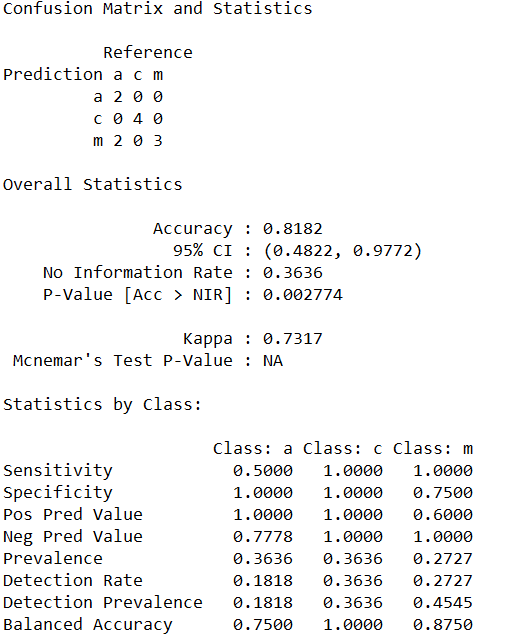 Confusion Matrix and Statistics
Reference
Prediction a c m
a 2 0 0
c 0 4 0
m 2 0 3
Overall Statistics
Accuracy : 0.8182
95% CI : (0.4822, 0.9772)
No Information Rate : 0.3636
P-Value [Acc > NIR] : 0.002774
Kappa : 0.7317
Mcnemar's Test P-Value : NA
Statistics by Class:
Class: a Class: c Class: m
Sensitivity 0.5000 1.0000 1.0000
Specificity 1.0000 1.0000 0.7500
Pos Pred Value 1.0000 1.0000 0.6000
Neg Pred Value 0.7778 1.0000 1.0000
Prevalence 0.3636 0.3636 0.2727
Detection Rate 0.1818 0.3636 0.2727
Detection Prevalence 0.1818 0.3636 0.4545
Balanced Accuracy 0.7500 1.0000 0.8750